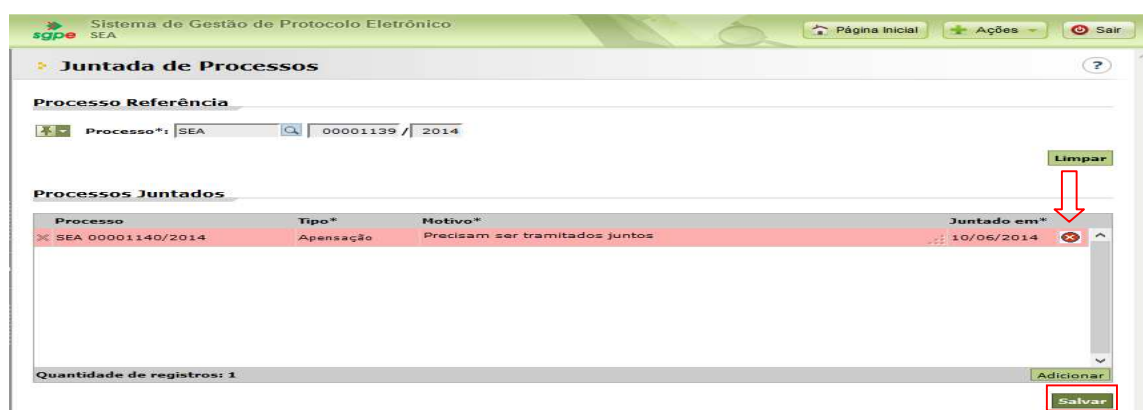 Sistema de Gestão de Protocolo Eletrônico
sgpe SEA
Página Inicial Ações Sair
Juntada de Processos ?
Processo Referência
Processo*: SEA 00001139 / 2014
Limpar
Processos Juntados
Processo Tipo* Motivo* Juntado em*
SEA 00001140/2014 Apensação Precisam ser tramitados juntos 10/06/2014
Quantidade de registros: 1 Adicionar
Salvar